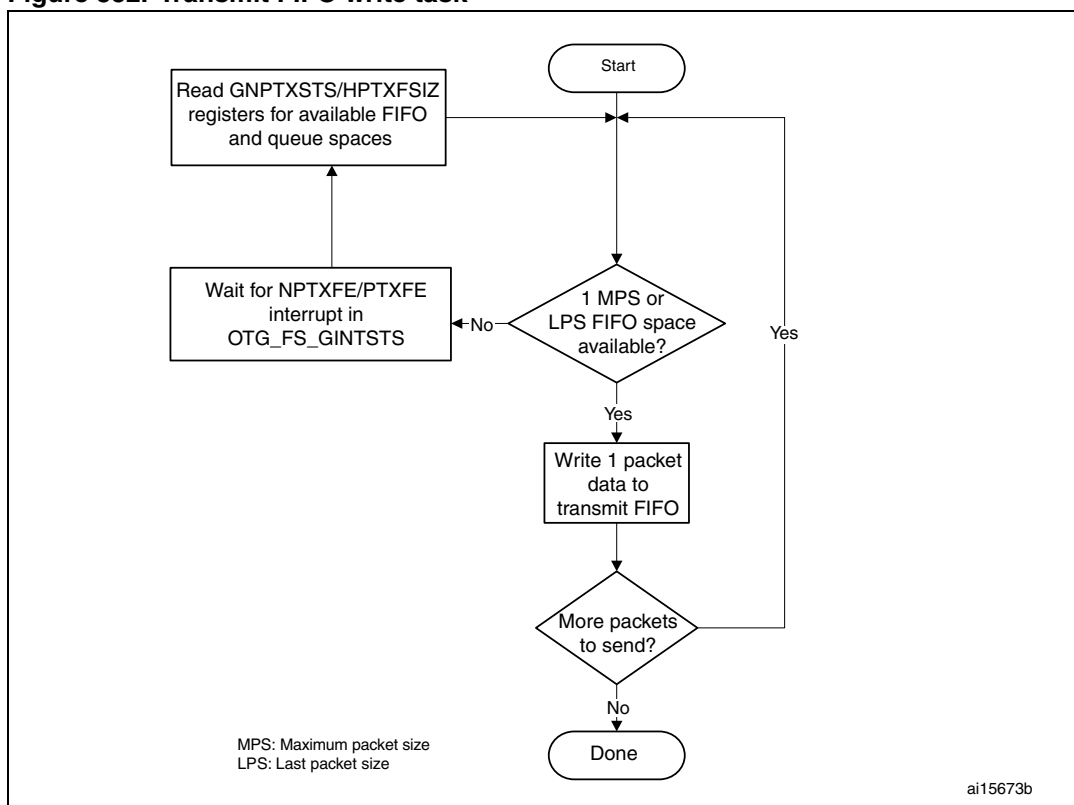 Figure Transmit FIFO write task
Start
Read GNPTXSTS/HPTXFSIZ
registers for available FIFO
and queue spaces
Wait for NPTXFE/PTXFE
interrupt in
OTG_FS_GINTSTS
No
1 MPS or
LPS FIFO space
available?
Yes
Yes
Write 1 packet
data to
transmit FIFO
More packets
to send?
No
Done
MPS: Maximum packet size
LPS: Last packet size
ai15673b